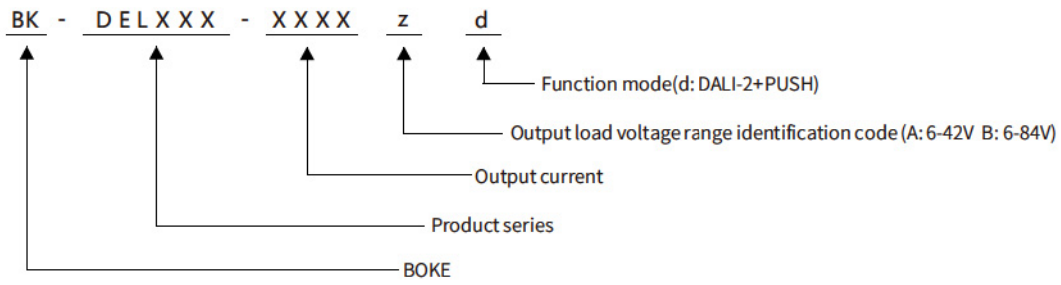 BK - DELXXX - XXXX z d
Function mode(d: DALI-2+PUSH)
Output load voltage range identification code (A: 6-42V B: 6-84V)
Output current
Product series
BOKE